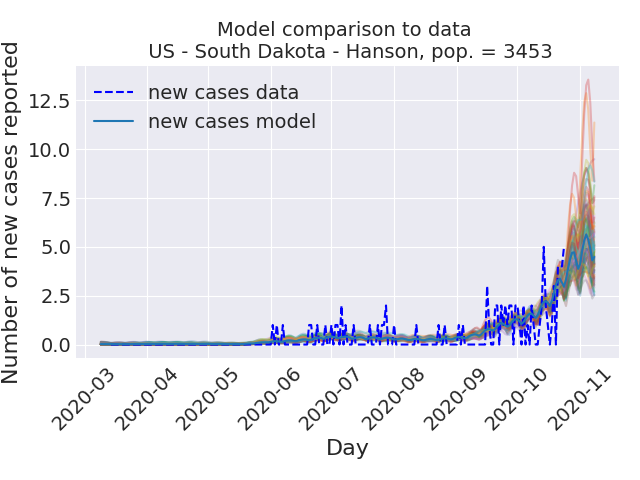 Model comparison to data
US - South Dakota - Hanson, pop. = 3453
Number of new cases reported
12.5
10.0
7.5
5.0
2.5
0.0
new cases data
new cases model
2020-03
2020-04
2020-05
2020-06
2020-07
2020-08
2020-09
2020-10
2020-11
Day